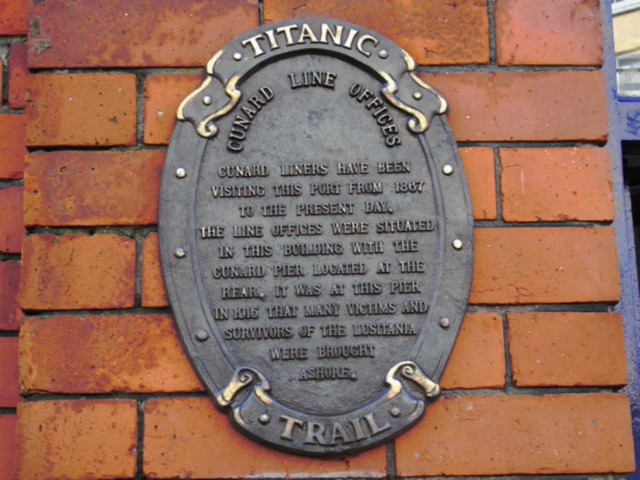 TITANIC
CUNARD LINE OFFICES
CUNARD LINERS HAVE BEEN
VISITING THIS PORT FROM 1867
TO THE PRESENT DAY.
THE LINE OFFICES WERE SITUATED
IN THIS BUILDING WITH THE
CUNARD PIER LOCATED AT THE
REAR. IT WAS AT THIS PIER
IN 1915 THAT MANY VICTIMS AND
SURVIVORS OF THE LUSITANIA
WERE BROUGHT
ASHORE.
TRAIL